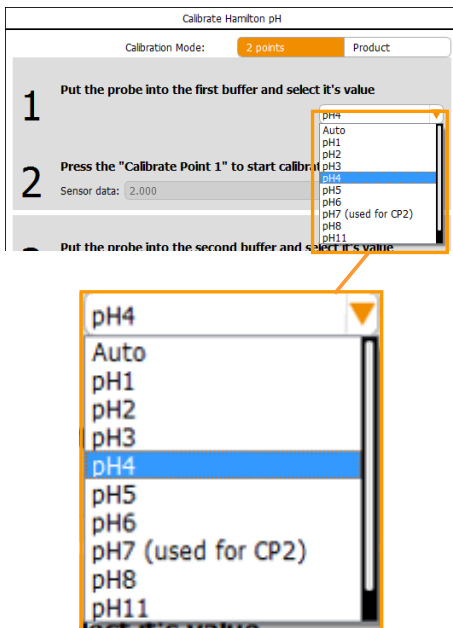 Calibrate Hamilton pH
Calibration Mode: 2 points Product
1
Put the probe into the first buffer and select it's value
pH4
Auto
pH1
pH2
pH3
pH4
pH5
pH6
pH7 (used for CP2)
pH8
pH11
2
Press the "Calibrate Point 1" to start calibrat
Sensor data: 2.000
Put the probe into the second buffer and select it's value
pH4
Auto
pH1
pH2
pH3
pH4
pH5
pH6
pH7 (used for CP2)
pH8
pH11
lect it's value